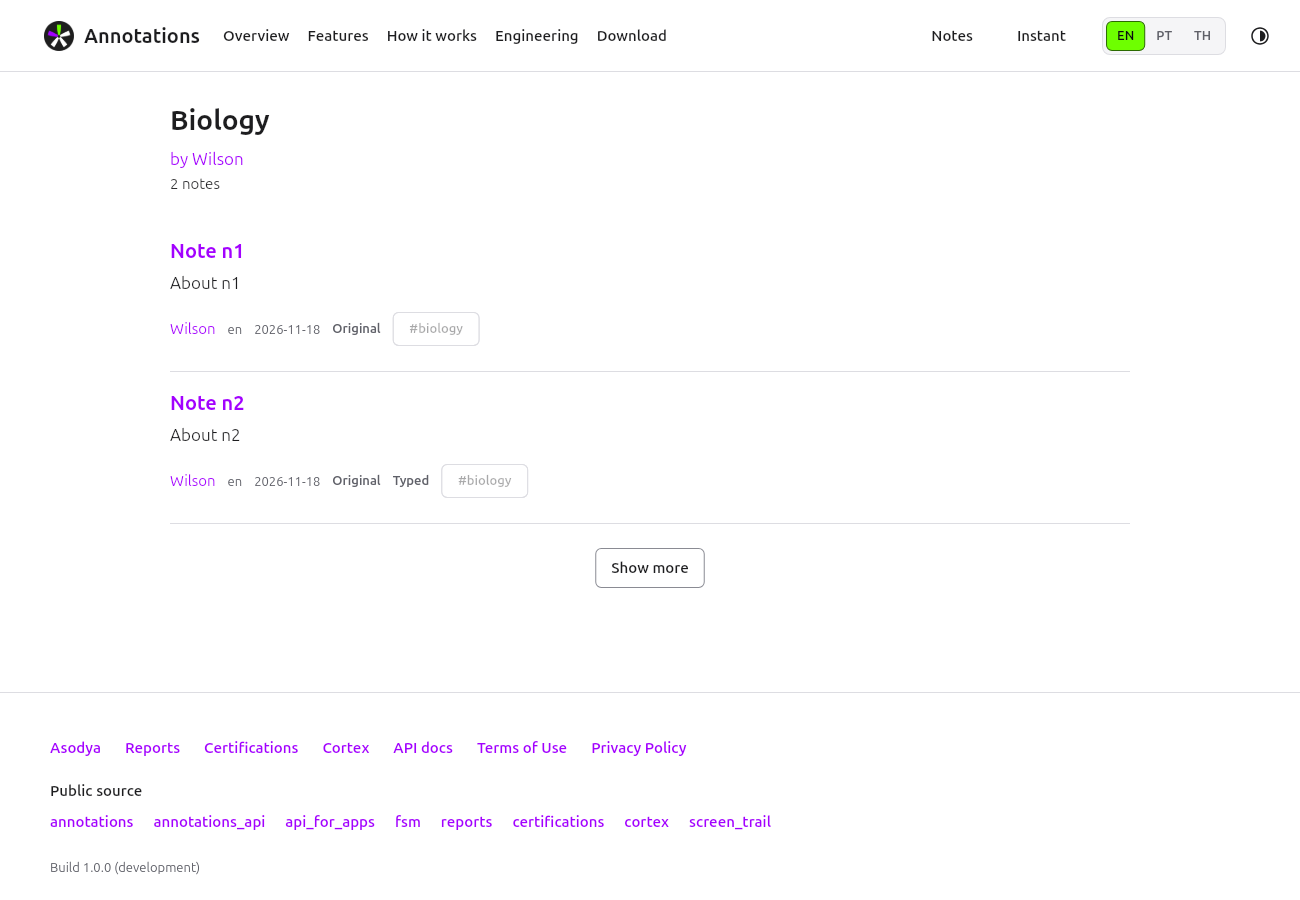 Annotations Overview Features How it works Engineering Download Notes Instant EN PT TH
Biology
by Wilson
2 notes
Note n1
About n1
Wilson en 2026-11-18 Original #biology
Note n2
About n2
Wilson en 2026-11-18 Original Typed #biology
Show more
Asodya Reports Certifications Cortex API docs Terms of Use Privacy Policy
Public source
annotations annotations_api api_for_apps fsm reports certifications cortex screen_trail
Build 1.0.0 (development)